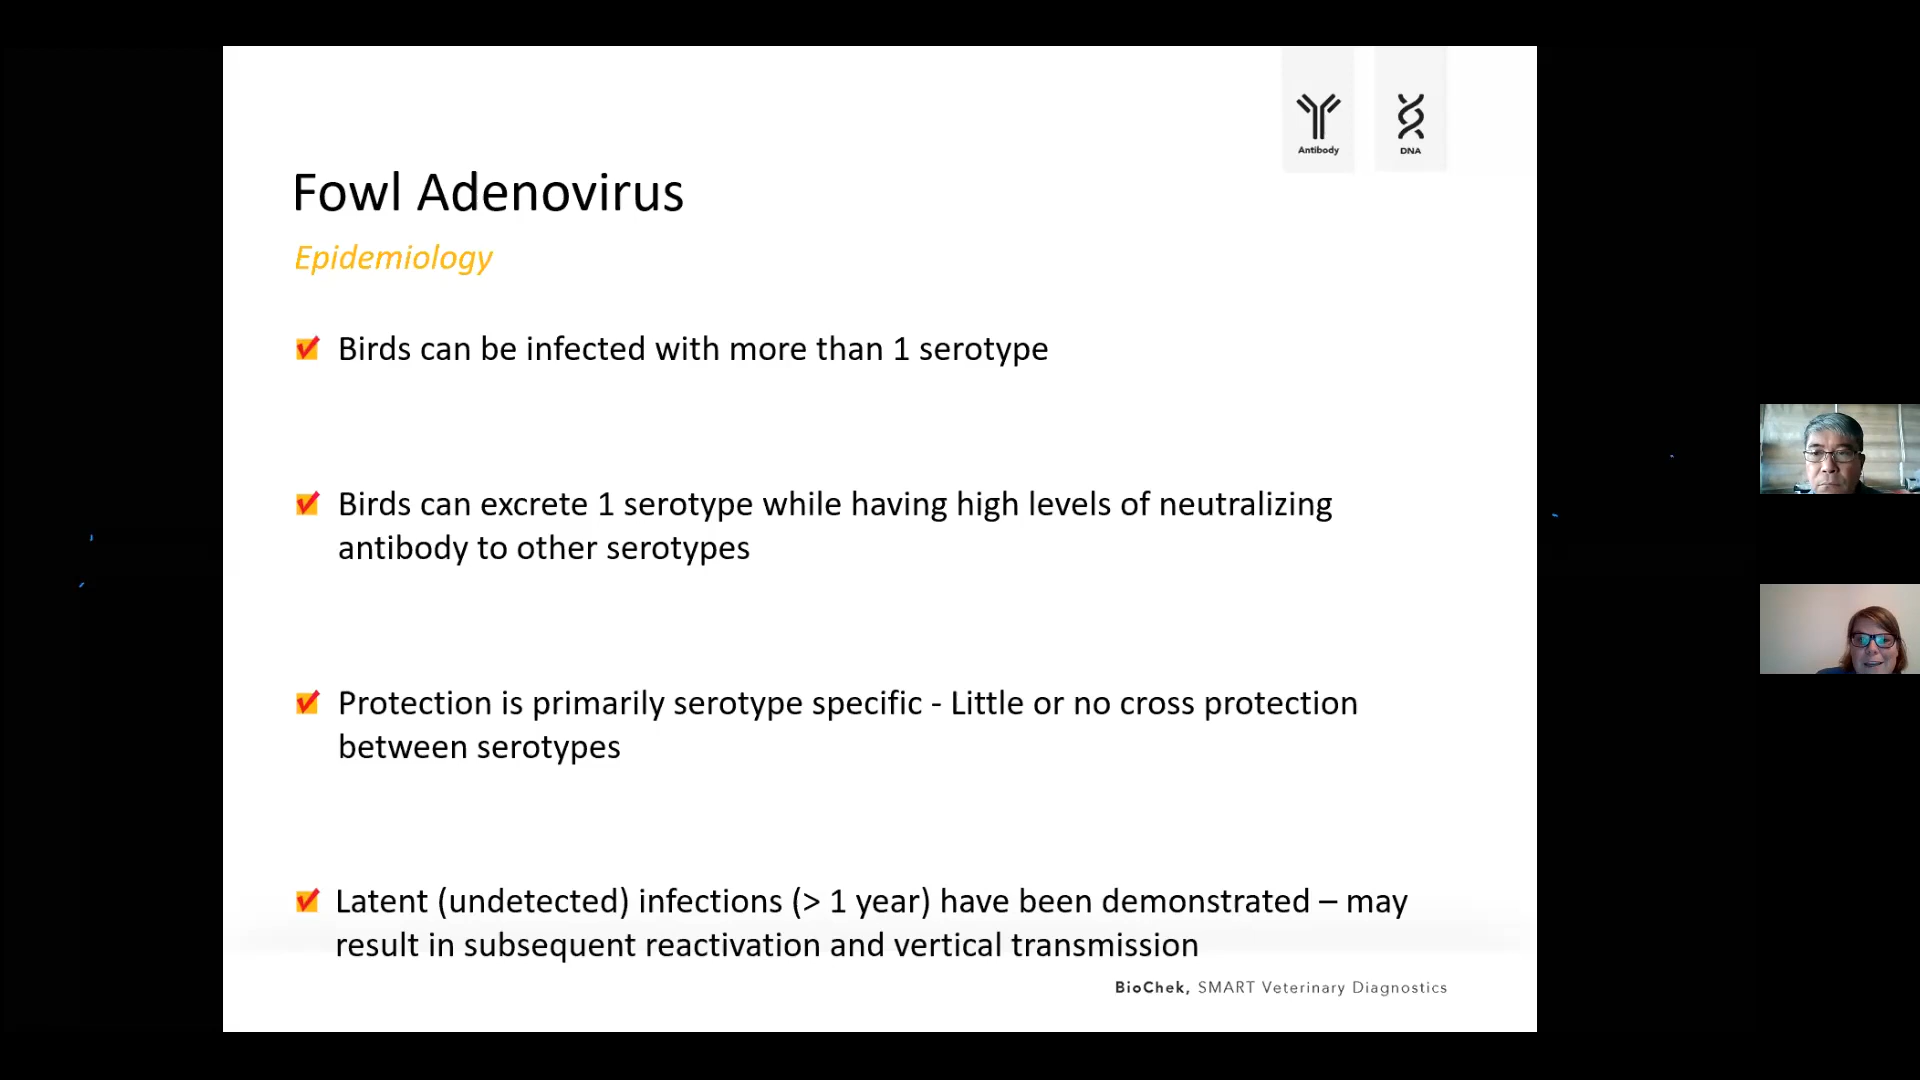 Antibody
DNA
Fowl Adenovirus
Epidemiology
Birds can be infected with more than 1 serotype
Birds can excrete 1 serotype while having high levels of neutralizing
antibody to other serotypes
Protection is primarily serotype specific - Little or no cross protection
between serotypes
Latent (undetected) infections (> 1 year) have been demonstrated – may
result in subsequent reactivation and vertical transmission
BioChek, SMART Veterinary Diagnostics